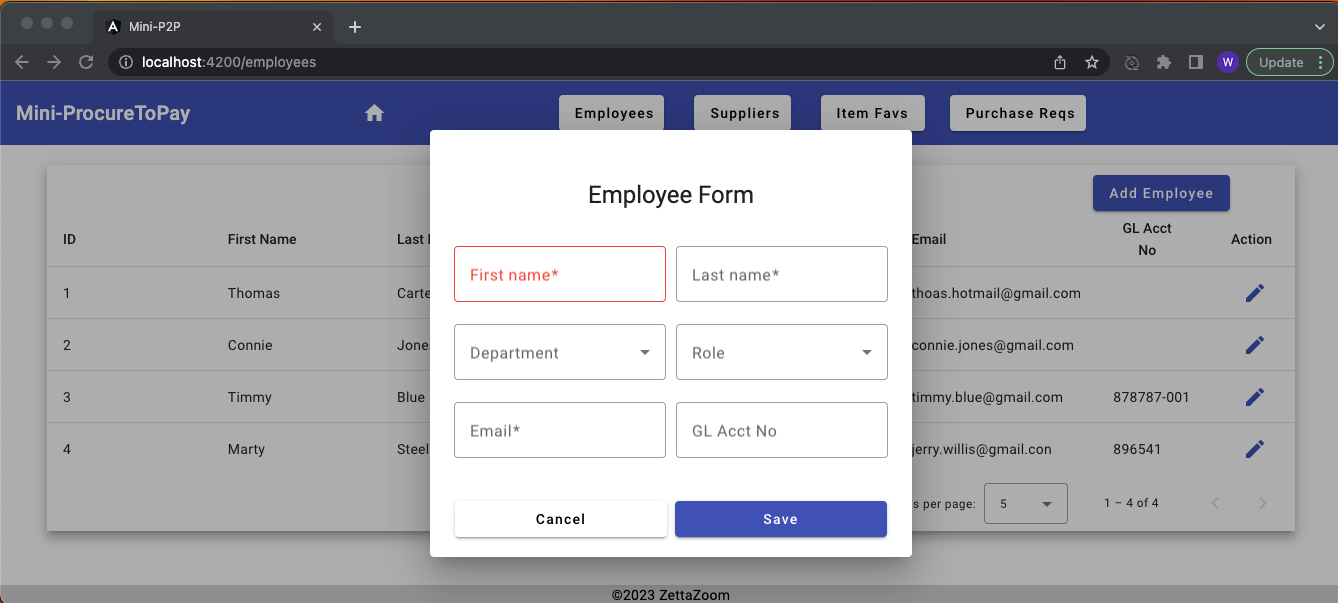 Mini-P2P
localhost:4200/employees
W
Update
Mini-ProcureToPay
Employees
Suppliers
Item Favs
Purchase Reqs
Employee Form
Add Employee
ID
First Name
Last
Email
GL Acct
No
Action
First name*
Last name*
1
Thomas
Carte
thoas.hotmail@gmail.com
2
Connie
Jone
connie.jones@gmail.com
Department
Role
3
Timmy
Blue
timmy.blue@gmail.com
878787-001
Email*
GL Acct No
4
Marty
Steel
jerry.willis@gmail.con
896541
s per page:
5
1 – 4 of 4
Cancel
Save
©2023 ZettaZoom